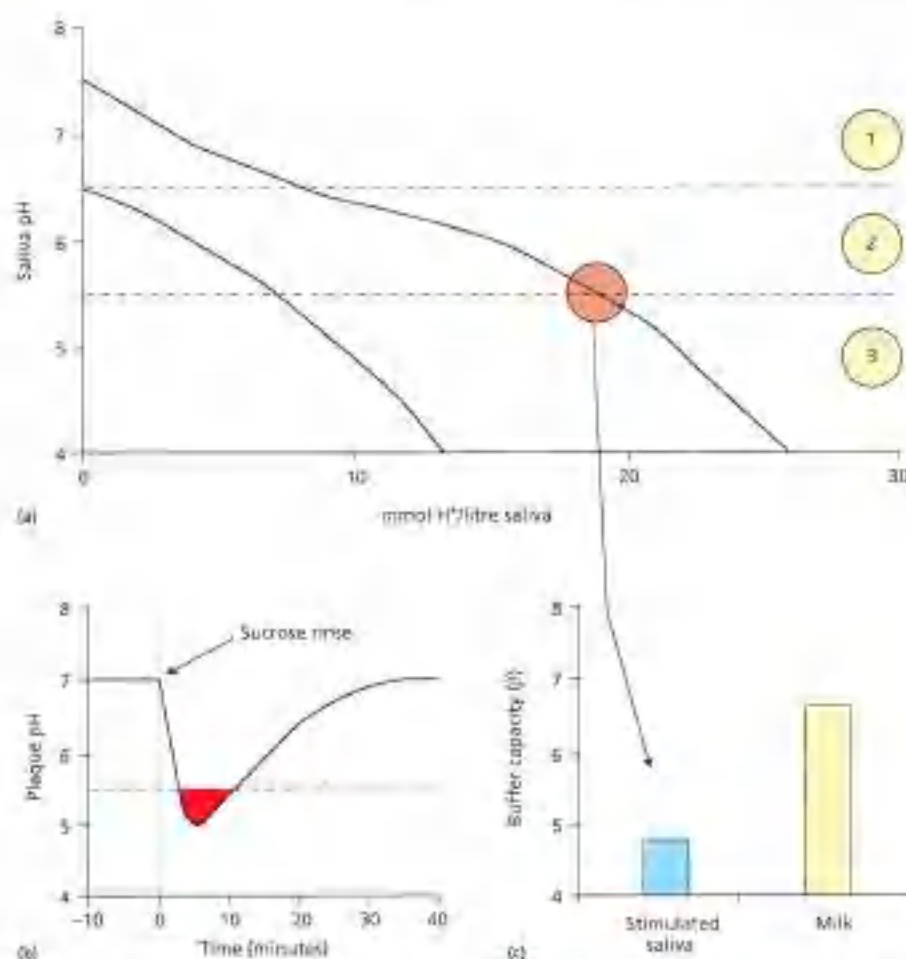 8
7
6
5
4
Saliva pH
1
2
3
0
10
20
30
(a)
mmol H⁺/litre saliva
8
7
6
5
4
Plaque pH
Sucrose rinse
-10
0
10
20
30
40
(b)
Time (minutes)
8
7
6
5
4
Buffer capacity (β)
Stimulated
saliva
Milk
(c)